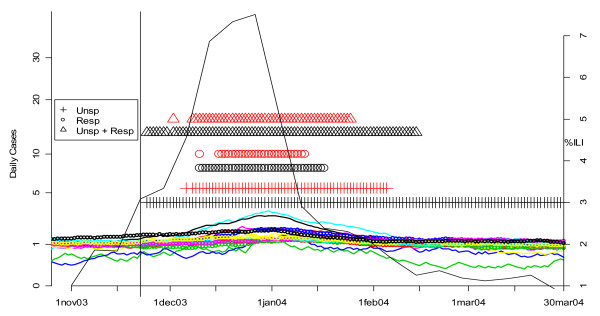 Daily Cases
30
20
10
5
1
0
Unsp
Resp
Unsp + Resp
7
6
5
4
3
2
1
%ILI
1nov03 1dec03 1jan04 1feb04 1mar04 30mar04